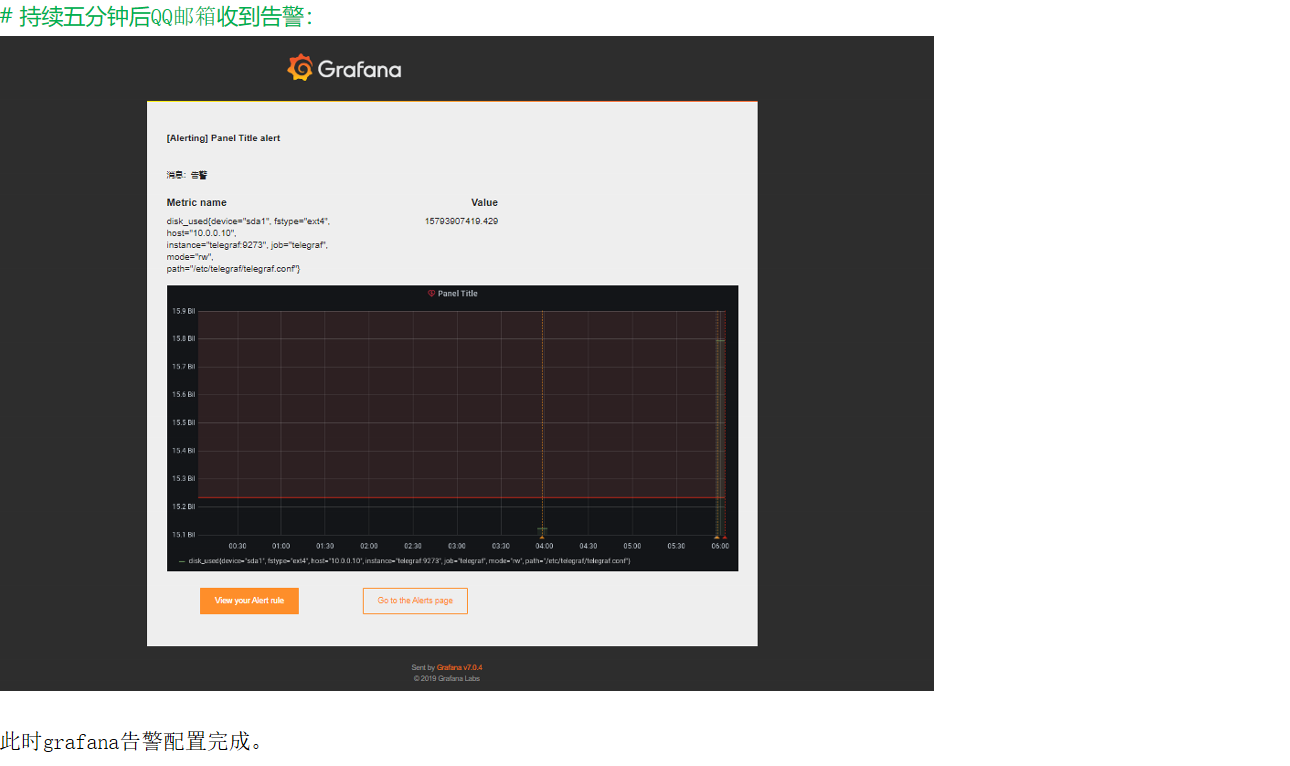 # 持续五分钟后QQ邮箱收到告警：
Grafana
[Alerting] Panel Title alert
消息：告警
Metric name Value
disk_used{device="sda1", fstype="ext4", 15793907419.429
host="10.0.0.10",
instance="telegraf:9273", job="telegraf",
mode="rw",
path="/etc/telegraf/telegraf.conf"}
Panel Title
15.9 Bil
15.8 Bil
15.7 Bil
15.6 Bil
15.5 Bil
15.4 Bil
15.3 Bil
15.2 Bil
15.1 Bil
00:30 01:00 01:30 02:00 02:30 03:00 03:30 04:00 04:30 05:00 05:30 06:00
disk_used{device="sda1", fstype="ext4", host="10.0.0.10", instance="telegraf:9273", job="telegraf", mode="rw", path="/etc/telegraf/telegraf.conf"}
View your Alert rule Go to the Alerts page
Sent by Grafana v7.0.4
© 2019 Grafana Labs
此时grafana告警配置完成。